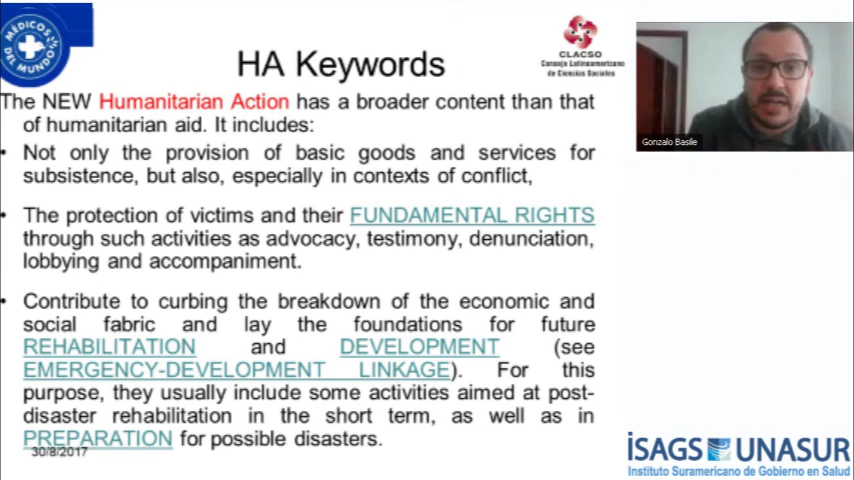 MÉDICOS
DEL MUNDO
HA Keywords
CLACSO
Consejo Latinoamericano
de Ciencias Sociales
The NEW Humanitarian Action has a broader content than that
of humanitarian aid. It includes:
• Not only the provision of basic goods and services for
subsistence, but also, especially in contexts of conflict,
• The protection of victims and their FUNDAMENTAL RIGHTS
through such activities as advocacy, testimony, denunciation,
lobbying and accompaniment.
• Contribute to curbing the breakdown of the economic and
social fabric and lay the foundations for future
REHABILITATION and DEVELOPMENT (see
EMERGENCY-DEVELOPMENT LINKAGE). For this
purpose, they usually include some activities aimed at post-
disaster rehabilitation in the short term, as well as in
PREPARATION for possible disasters.
30/8/2017
Gonzalo Basile
iSAGS UNASUR
Instituto Suramericano de Gobierno en Salud